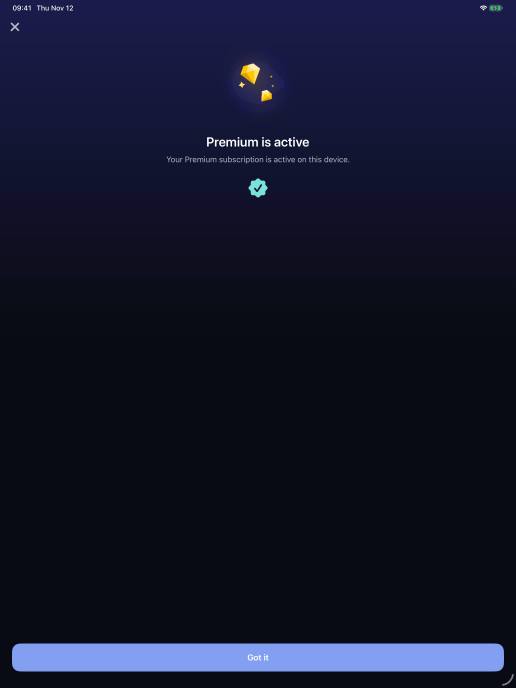 09:41 Thu Nov 12
Premium is active
Your Premium subscription is active on this device.
Got it